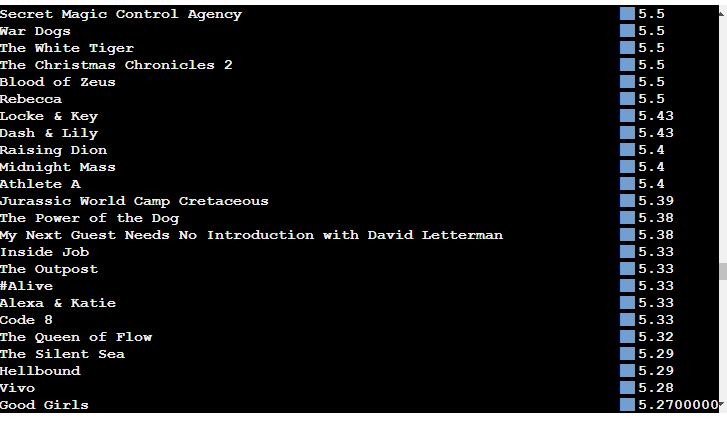 Secret Magic Control Agency 5.5
War Dogs 5.5
The White Tiger 5.5
The Christmas Chronicles 2 5.5
Blood of Zeus 5.5
Rebecca 5.5
Locke & Key 5.43
Dash & Lily 5.43
Raising Dion 5.4
Midnight Mass 5.4
Athlete A 5.4
Jurassic World Camp Cretaceous 5.39
The Power of the Dog 5.38
My Next Guest Needs No Introduction with David Letterman 5.38
Inside Job 5.33
The Outpost 5.33
#Alive 5.33
Alexa & Katie 5.33
Code 8 5.33
The Queen of Flow 5.32
The Silent Sea 5.29
Hellbound 5.29
Vivo 5.28
Good Girls 5.2700000